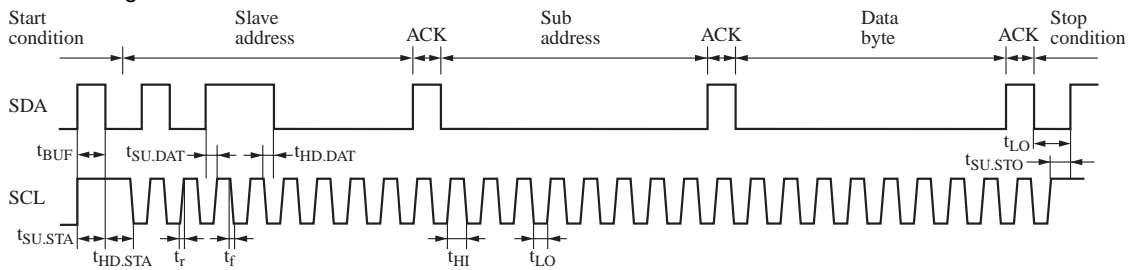 Start condition
Slave address
ACK
Sub address
ACK
Data byte
ACK
Stop condition
SDA
tBUF
tSU.DAT
tHD.DAT
tLO
tSU.STO
SCL
tSU.STA
tHD.STA
tr
tf
tHI
tLO